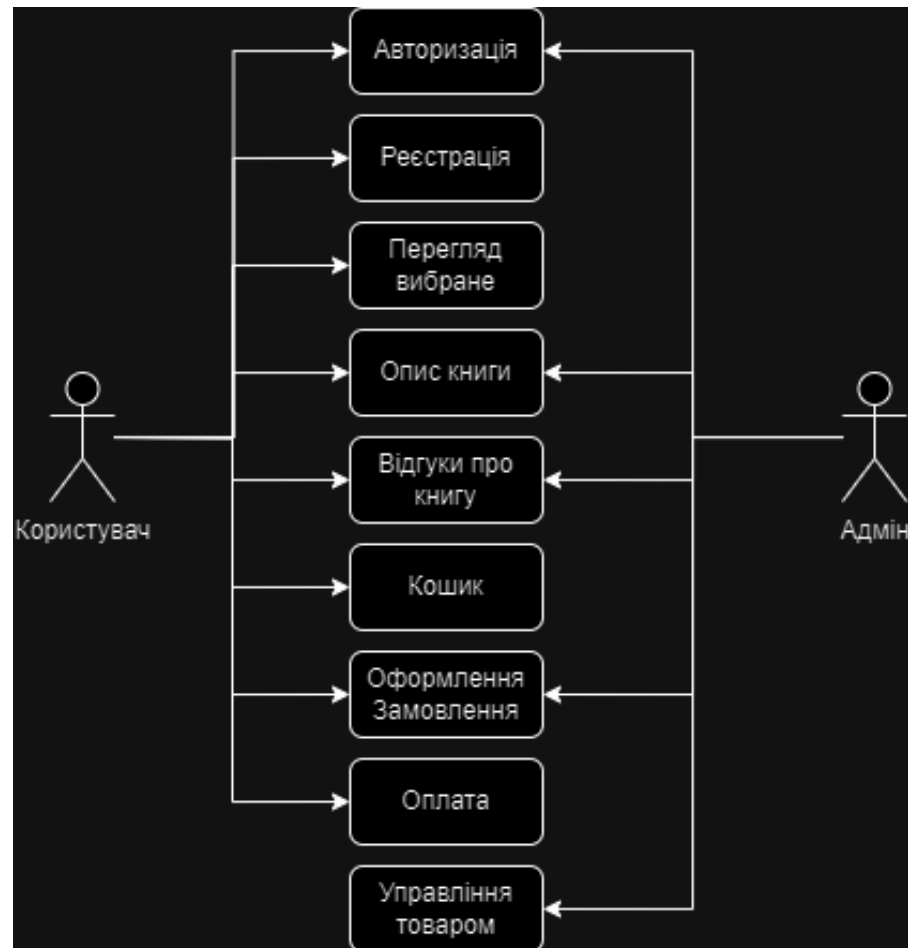 Авторизація
Реєстрація
Перегляд
вибране
Опис книги
Відгуки про
книгу
Користувач
Адмін
Кошик
Оформлення
Замовлення
Оплата
Управління
товаром